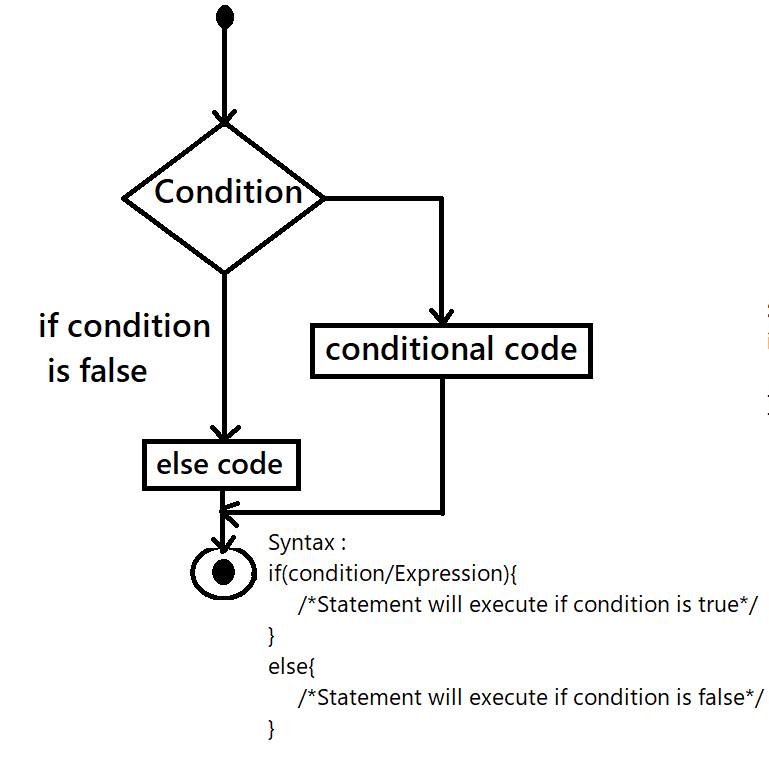 Condition
if condition
is false
conditional code
else code
Syntax :
if(condition/Expression){
/*Statement will execute if condition is true*/
}
else{
/*Statement will execute if condition is false*/
}